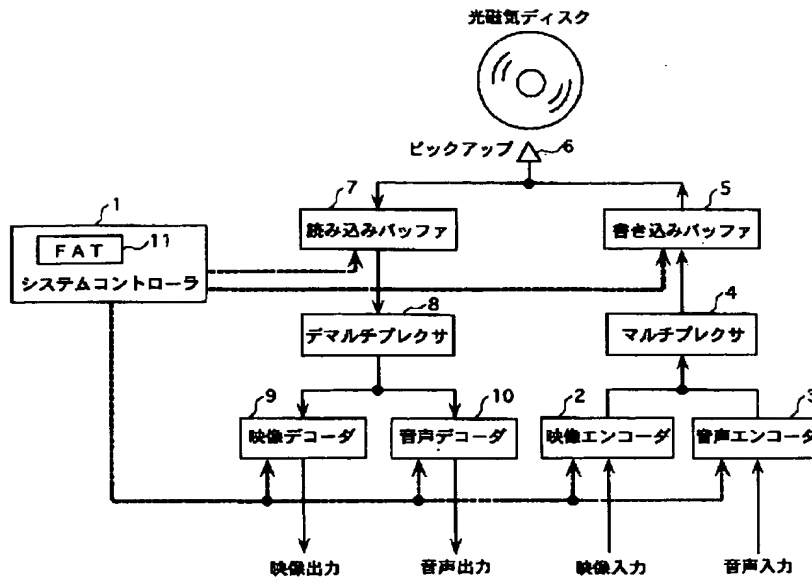 光磁気ディスク
ピックアップ 6
7 5
1
FAT 11
読み込みバッファ 書き込みバッファ
システムコントローラ
8 4
デマルチプレクサ マルチプレクサ
9 10 2 3
映像デコーダ 音声デコーダ 映像エンコーダ 音声エンコーダ
映像出力 音声出力 映像入力 音声入力